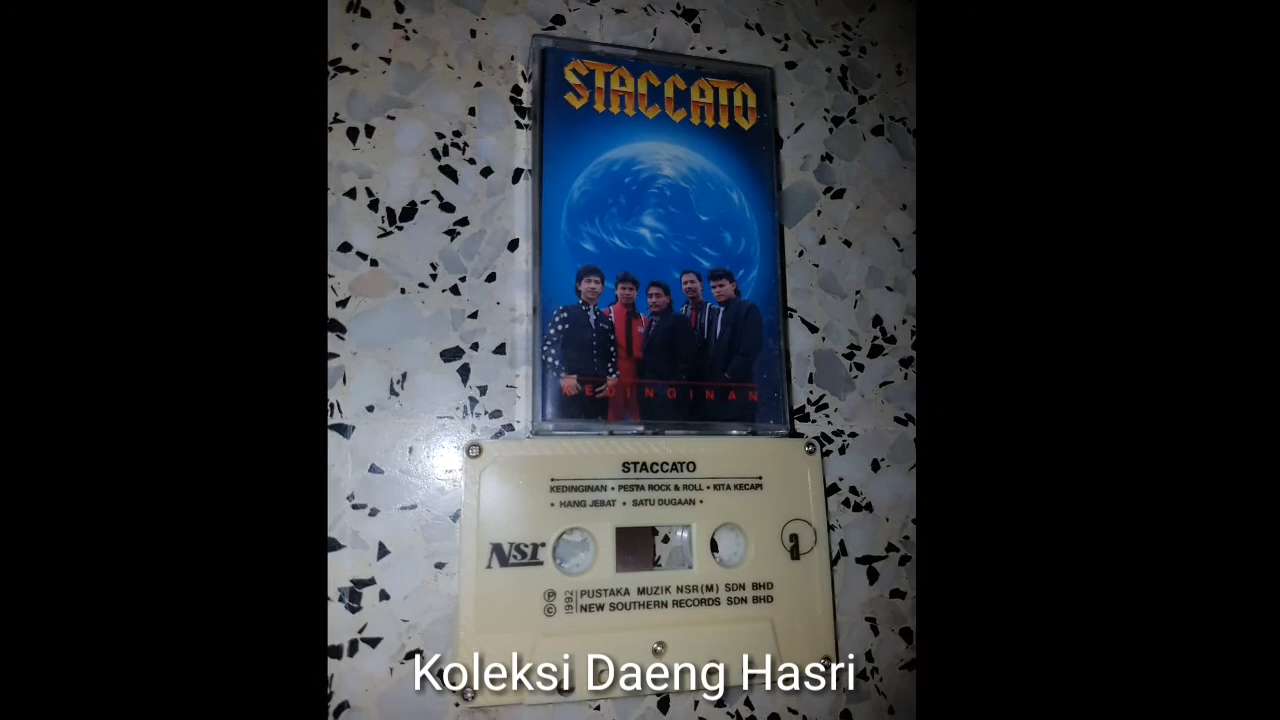 STACCATO
KEDINGINAN
STACCATO
KEDINGINAN • PESTA ROCK & ROLL • KITA KECAPI
• HANG JEBAT • SATU DUGAAN •
Nsr
a
Ⓟ PUSTAKA MUZIK NSR (M) SDN BHD
© 1992 NEW SOUTHERN RECORDS SDN BHD
Koleksi Daeng Hasri